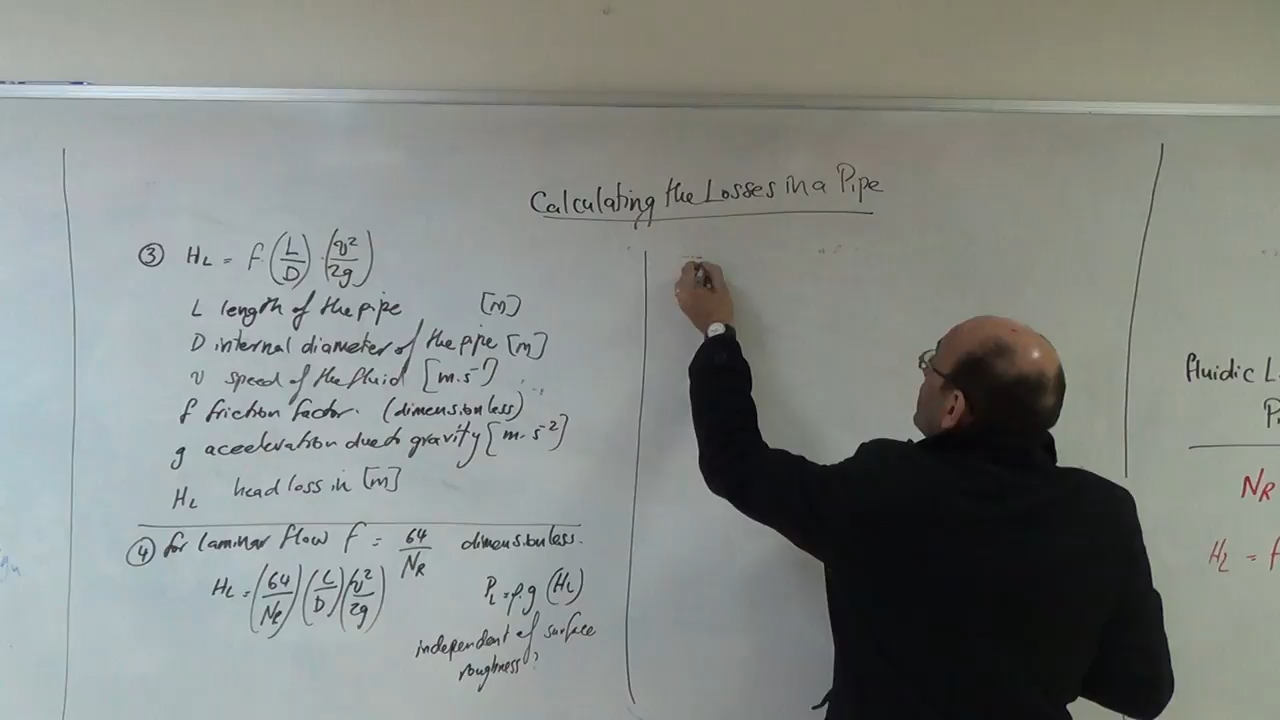 Calculating the Losses in a Pipe
③ HL = f (L/D) · (v²/2g)
L length of the pipe [m]
D internal diameter of the pipe [m]
v speed of the fluid [m.s⁻¹]
f friction factor. (dimensionless)
g aceeleration due to gravity [m.s⁻²]
HL head loss in [m]
④ for laminar flow f = 64/NR dimensionless.
HL = (64/NR)(L/D)(v²/2g)
PL = ρ.g (HL)
independent of surface
roughness?
fluidic
NR
HL = f